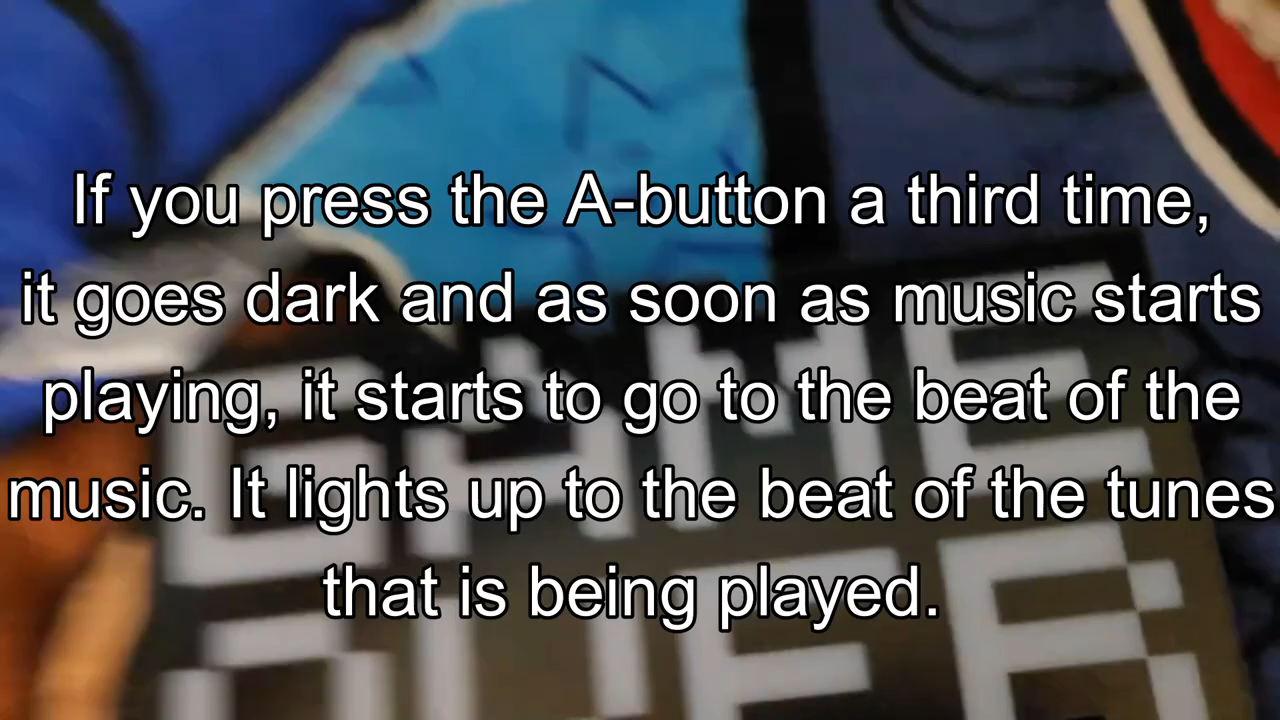 If you press the A-button a third time,
it goes dark and as soon as music starts
playing, it starts to go to the beat of the
music. It lights up to the beat of the tunes
that is being played.
GAME
OVER